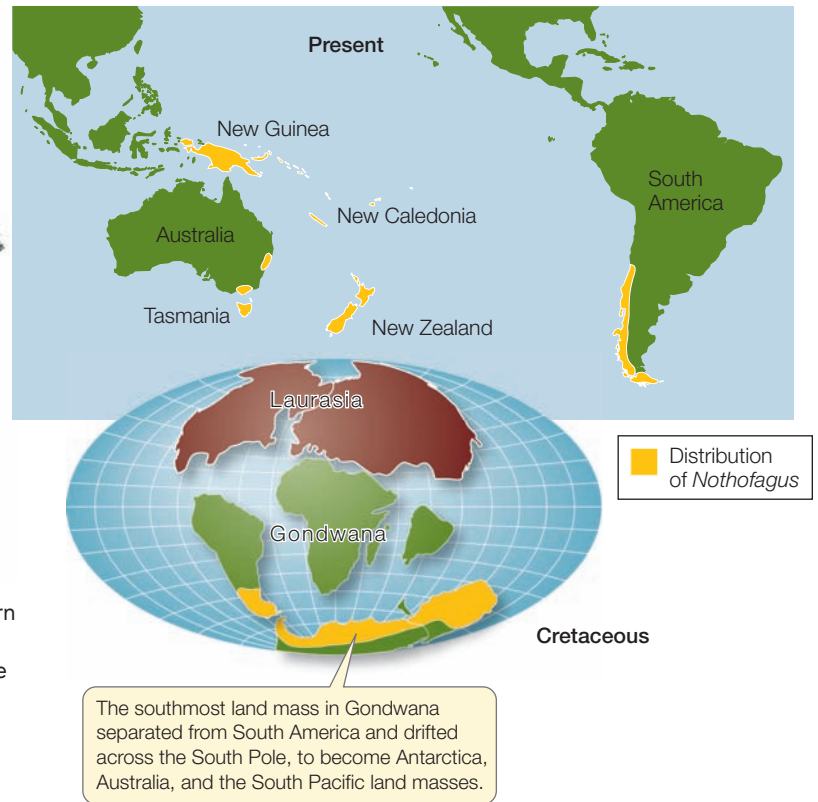 Present
New Guinea
South
America
New Caledonia
Australia
Tasmania
New Zealand
Laurasia
Distribution
of Nothofagus
Gondwana
rn
Cretaceous
e
The southmost land mass in Gondwana
separated from South America and drifted
across the South Pole, to become Antarctica,
Australia, and the South Pacific land masses.